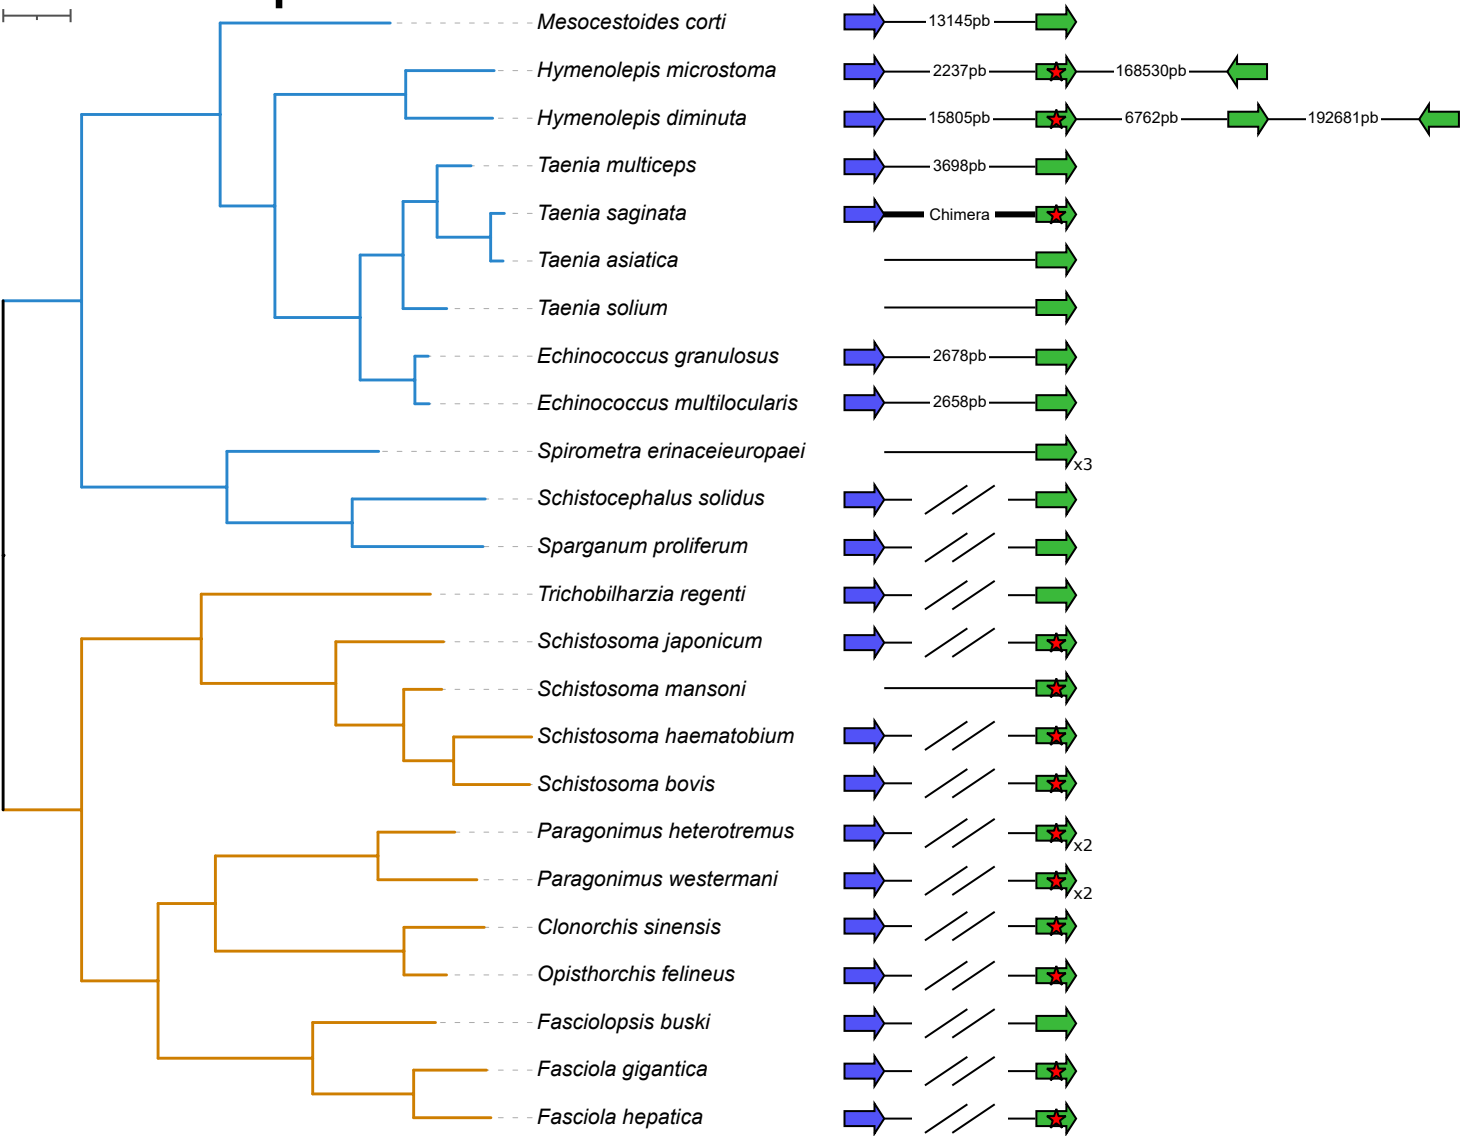 Mesocestoides corti 13145pb
Hymenolepis microstoma 2237pb 168530pb
Hymenolepis diminuta 15805pb 6762pb 192681pb
Taenia multiceps 3698pb
Taenia saginata Chimera
Taenia asiatica
Taenia solium
Echinococcus granulosus 2678pb
Echinococcus multilocularis 2658pb
Spirometra erinaceieuropaei x3
Schistocephalus solidus
Sparganum proliferum
Trichobilharzia regenti
Schistosoma japonicum
Schistosoma mansoni
Schistosoma haematobium
Schistosoma bovis
Paragonimus heterotremus x2
Paragonimus westermani x2
Clonorchis sinensis
Opisthorchis felineus
Fasciolopsis buski
Fasciola gigantica
Fasciola hepatica